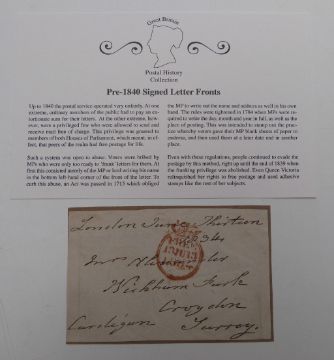 Great Britain
Postal History
Collection
Pre-1840 Signed Letter Fronts
Up to 1840 the postal service operated very unfairly. At one
extreme, ordinary members of the public had to pay an ex-
tortionate sum for their letters. At the other extreme, how-
ever, were a privileged few who were allowed to send and
receive mail free of charge. This privilege was granted to
members of both Houses of Parliament, which meant, in ef-
fect, that peers of the realm had free postage for life.
Such a system was open to abuse. Voters were bribed by
MPs who were only too ready to 'frank' letters for them. At
first this consisted merely of the MP or lord writing his name
in the bottom left-hand corner of the front of the letter. To
curb this abuse, an Act was passed in 1713 which obliged
the MP to write out the name and address as well in his own
hand. The rules were tightened in 1784 when MPs were re-
quired to write the day, month and year in full, as well as the
place of posting. This was intended to stamp out the prac-
tice whereby voters gave their MP blank sheets of paper to
endorse, and then used them at a later date and in another
place.
Even with these regulations, people continued to evade the
postage by this method, right up until the end of 1839 when
the franking privilege was abolished. Even Queen Victoria
relinquished her rights to free postage and used adhesive
stamps like the rest of her subjects.
London June Thirteen
1834
Mrs Alexander
Wickham Park
Croydon
Cardigan Surrey.